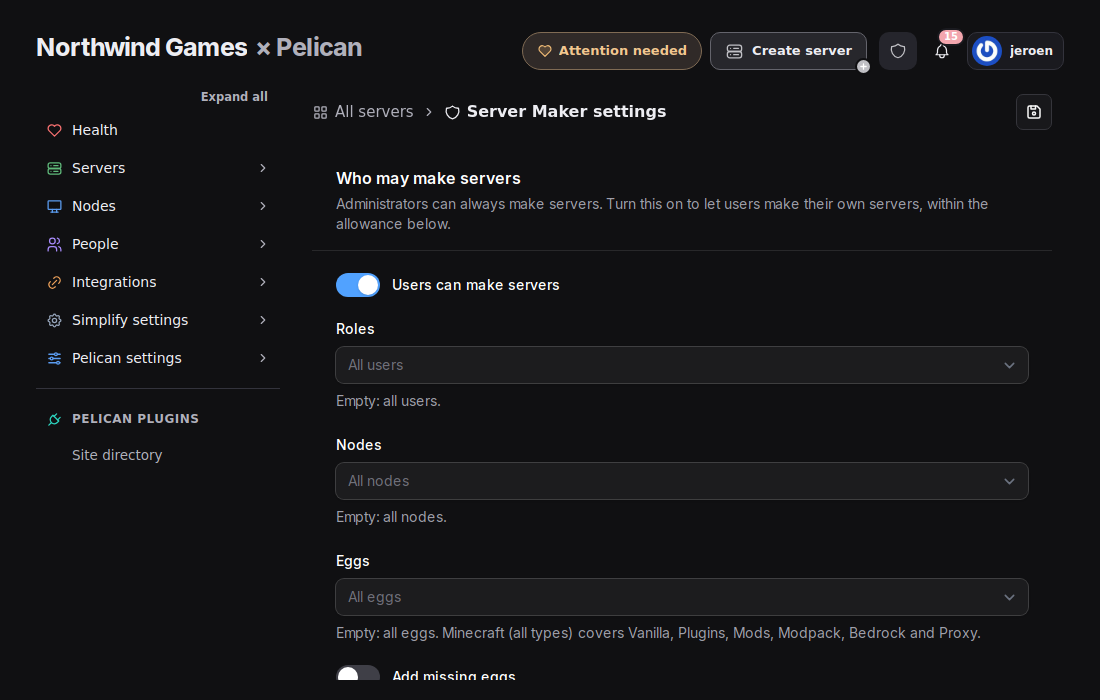 Northwind Games × Pelican
Attention needed
Create server
15
jeroen
Expand all
Health
Servers
Nodes
People
Integrations
Simplify settings
Pelican settings
PELICAN PLUGINS
Site directory
All servers
Server Maker settings
Who may make servers
Administrators can always make servers. Turn this on to let users make their own servers, within the
allowance below.
Users can make servers
Roles
All users
Empty: all users.
Nodes
All nodes
Empty: all nodes.
Eggs
All eggs
Empty: all eggs. Minecraft (all types) covers Vanilla, Plugins, Mods, Modpack, Bedrock and Proxy.
Add missing eggs